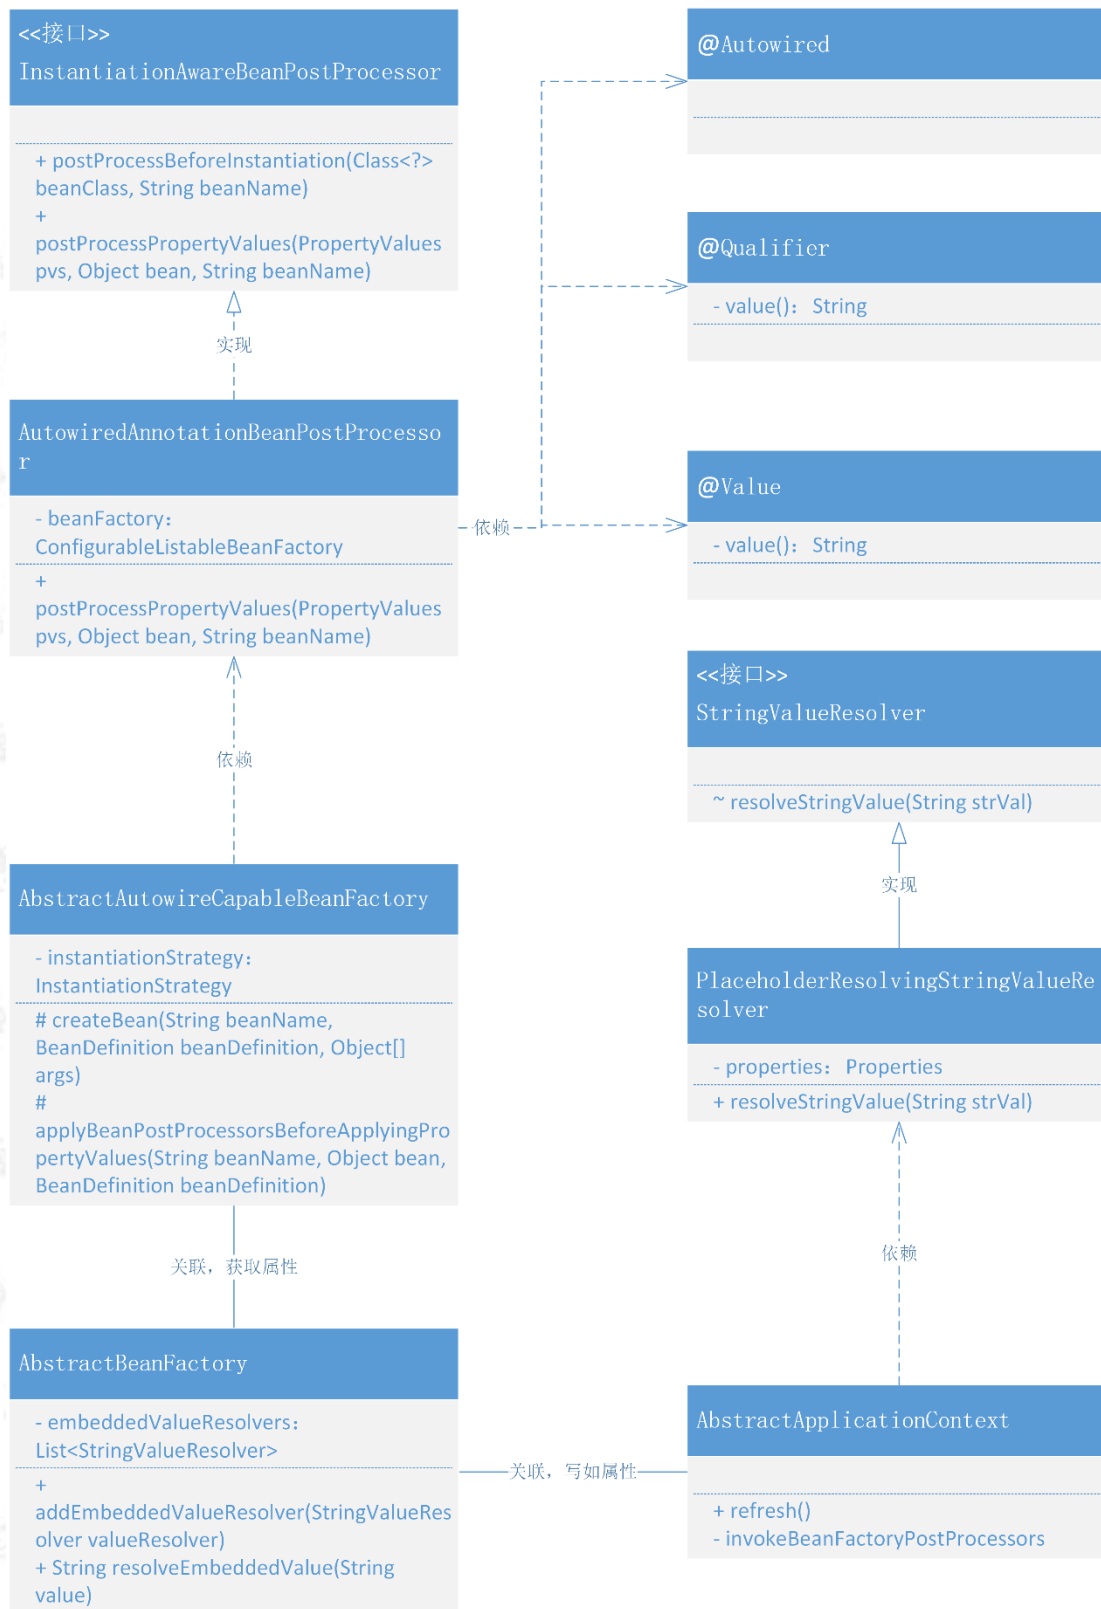 <<接口>>
InstantiationAwareBeanPostProcessor
+ postProcessBeforeInstantiation(Class<?>
beanClass, String beanName)
+
postProcessPropertyValues(PropertyValues
pvs, Object bean, String beanName)
实现
AutowiredAnnotationBeanPostProcesso
r
- beanFactory：
ConfigurableListableBeanFactory
+
postProcessPropertyValues(PropertyValues
pvs, Object bean, String beanName)
依赖
AbstractAutowireCapableBeanFactory
- instantiationStrategy：
InstantiationStrategy
# createBean(String beanName,
BeanDefinition beanDefinition, Object[]
args)
#
applyBeanPostProcessorsBeforeApplyingPro
pertyValues(String beanName, Object bean,
BeanDefinition beanDefinition)
关联，获取属性
AbstractBeanFactory
- embeddedValueResolvers：
List<StringValueResolver>
+
addEmbeddedValueResolver(StringValueRes
olver valueResolver)
+ String resolveEmbeddedValue(String
value)
依赖
@Autowired
@Qualifier
- value()：String
@Value
- value()：String
<<接口>>
StringValueResolver
~ resolveStringValue(String strVal)
实现
PlaceholderResolvingStringValueRe
solver
- properties：Properties
+ resolveStringValue(String strVal)
依赖
关联，写如属性
AbstractApplicationContext
+ refresh()
- invokeBeanFactoryPostProcessors